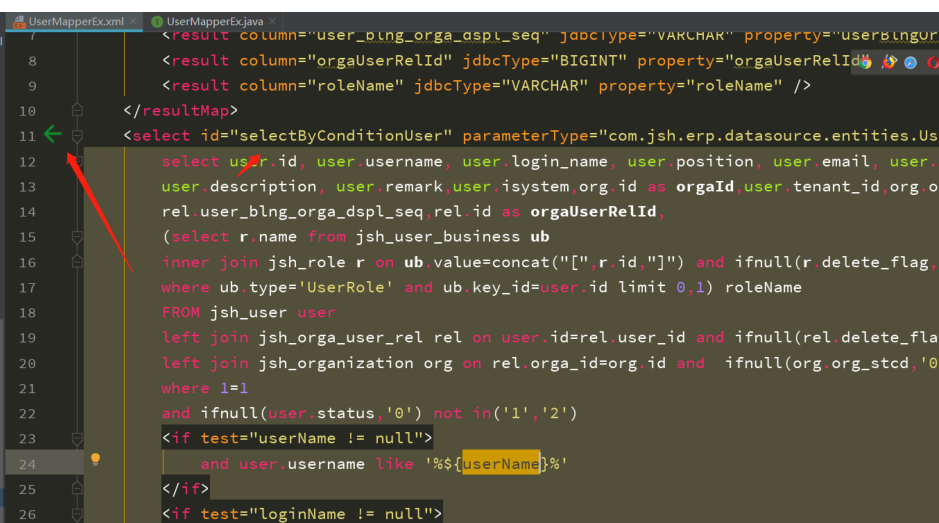 UserMapperEx.xml × UserMapperEx.java ×
7 <result column="user_blng_orga_dspl_seq" jdbcType="VARCHAR" property="userBlngOr
8 <result column="orgaUserRelId" jdbcType="BIGINT" property="orgaUserRelId
9 <result column="roleName" jdbcType="VARCHAR" property="roleName" />
10 </resultMap>
11 <select id="selectByConditionUser" parameterType="com.jsh.erp.datasource.entities.Us
12 select user.id, user.username, user.login_name, user.position, user.email, user.
13 user.description, user.remark,user.isystem,org.id as orgaId,user.tenant_id,org.o
14 rel.user_blng_orga_dspl_seq,rel.id as orgaUserRelId,
15 (select r.name from jsh_user_business ub
16 inner join jsh_role r on ub.value=concat("[",r.id,"]") and ifnull(r.delete_flag,
17 where ub.type='UserRole' and ub.key_id=user.id limit 0,1) roleName
18 FROM jsh_user user
19 left join jsh_orga_user_rel rel on user.id=rel.user_id and ifnull(rel.delete_fla
20 left join jsh_organization org on rel.orga_id=org.id and  ifnull(org.org_stcd,'0
21 where 1=1
22 and ifnull(user.status,'0') not in('1','2')
23 <if test="userName != null">
24 and user.username like '%${userName}%'
25 </if>
26 <if test="loginName != null">